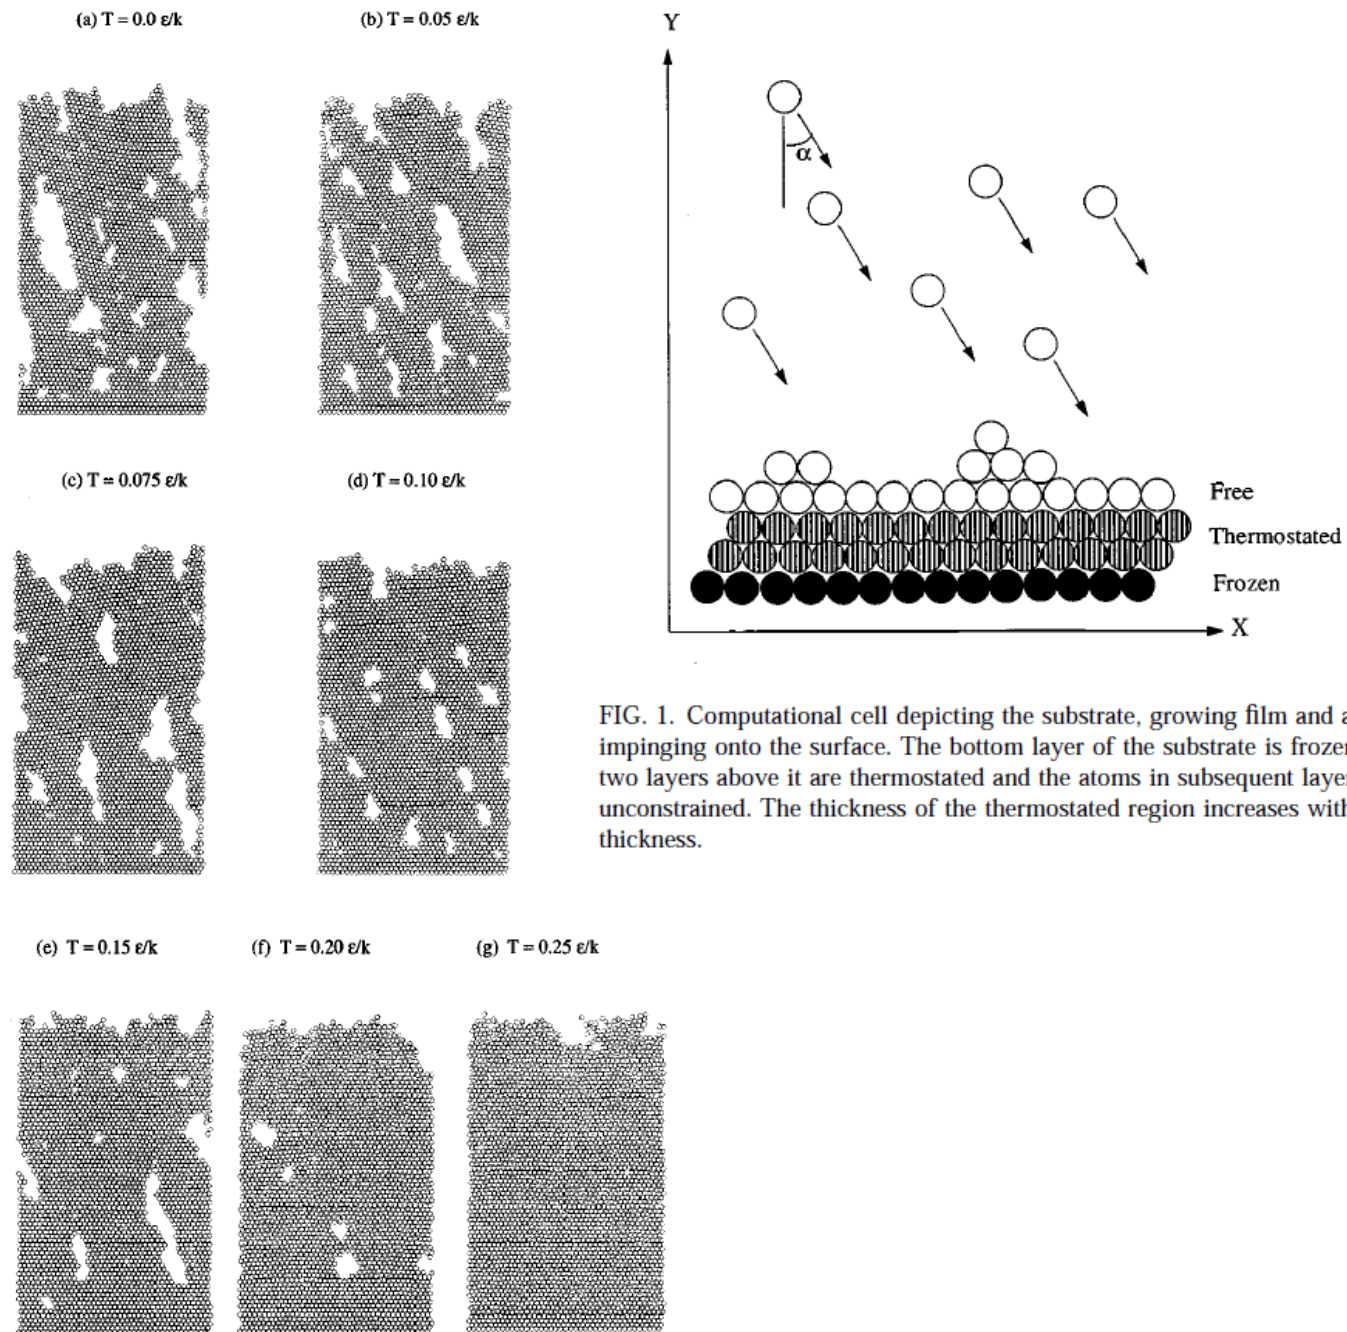 (a) T = 0.0 ε/k
(b) T = 0.05 ε/k
Y
α
(c) T = 0.075 ε/k
(d) T = 0.10 ε/k
Free
Thermostated
Frozen
X
FIG. 1. Computational cell depicting the substrate, growing film and a
impinging onto the surface. The bottom layer of the substrate is frozen
two layers above it are thermostated and the atoms in subsequent layer
unconstrained. The thickness of the thermostated region increases with
thickness.
(e) T = 0.15 ε/k
(f) T = 0.20 ε/k
(g) T = 0.25 ε/k